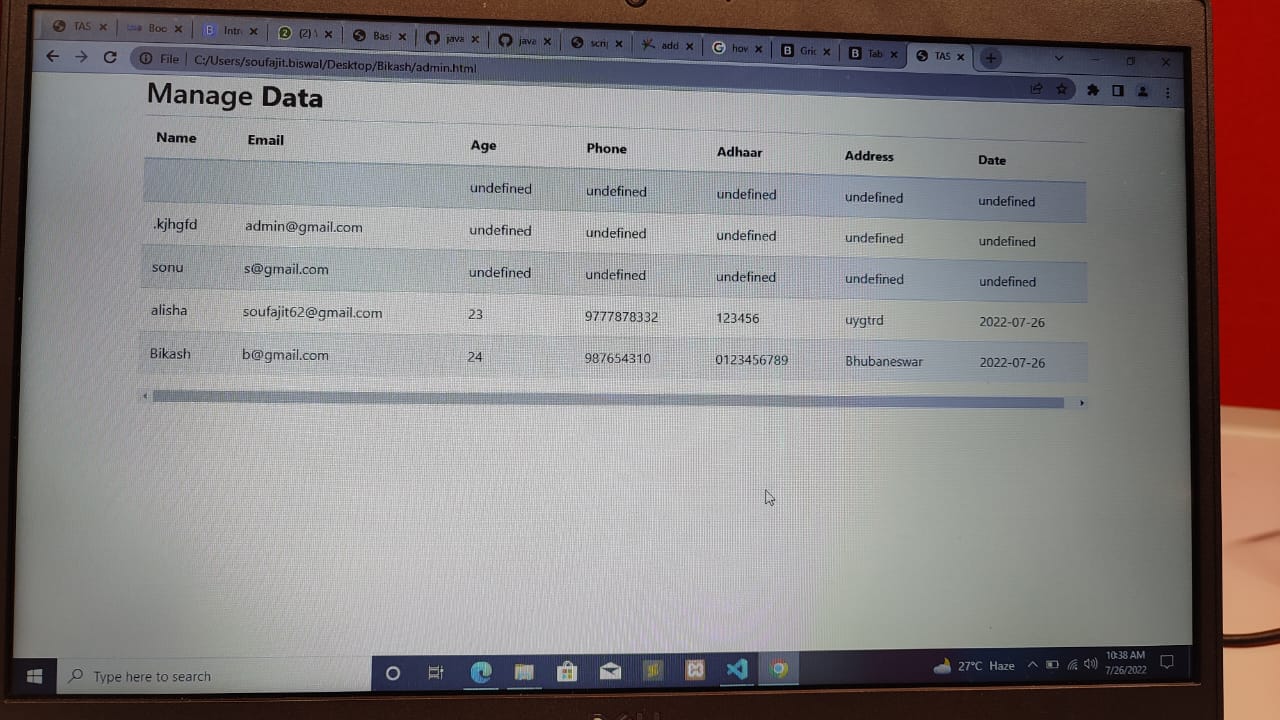 TAS Boo Intr (2) \ Basi java java scrip add hov Gric Tab TAS
File C:/Users/soufajit.biswal/Desktop/Bikash/admin.html
Manage Data
Name Email Age Phone Adhaar Address Date
undefined undefined undefined undefined undefined
.kjhgfd admin@gmail.com undefined undefined undefined undefined undefined
sonu s@gmail.com undefined undefined undefined undefined undefined
alisha soufajit62@gmail.com 23 9777878332 123456 uygtrd 2022-07-26
Bikash b@gmail.com 24 987654310 0123456789 Bhubaneswar 2022-07-26
Type here to search 27°C Haze 10:38 AM
7/26/2022